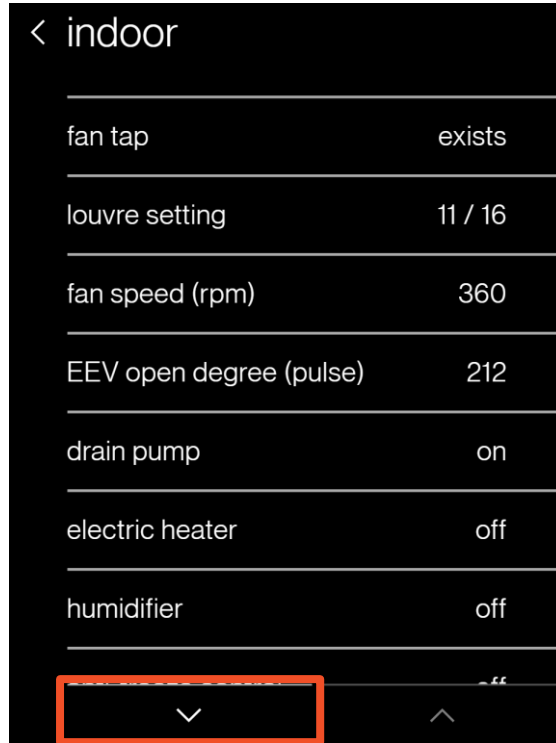 indoor
fan tap exists
louvre setting 11 / 16
fan speed (rpm) 360
EEV open degree (pulse) 212
drain pump on
electric heater off
humidifier off